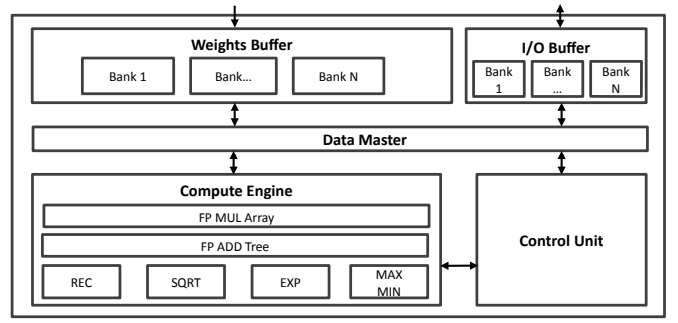 Weights Buffer
Bank 1
Bank...
Bank N
I/O Buffer
Bank
1
Bank
...
Bank
N
Data Master
Compute Engine
FP MUL Array
FP ADD Tree
REC
SQRT
EXP
MAX
MIN
Control Unit